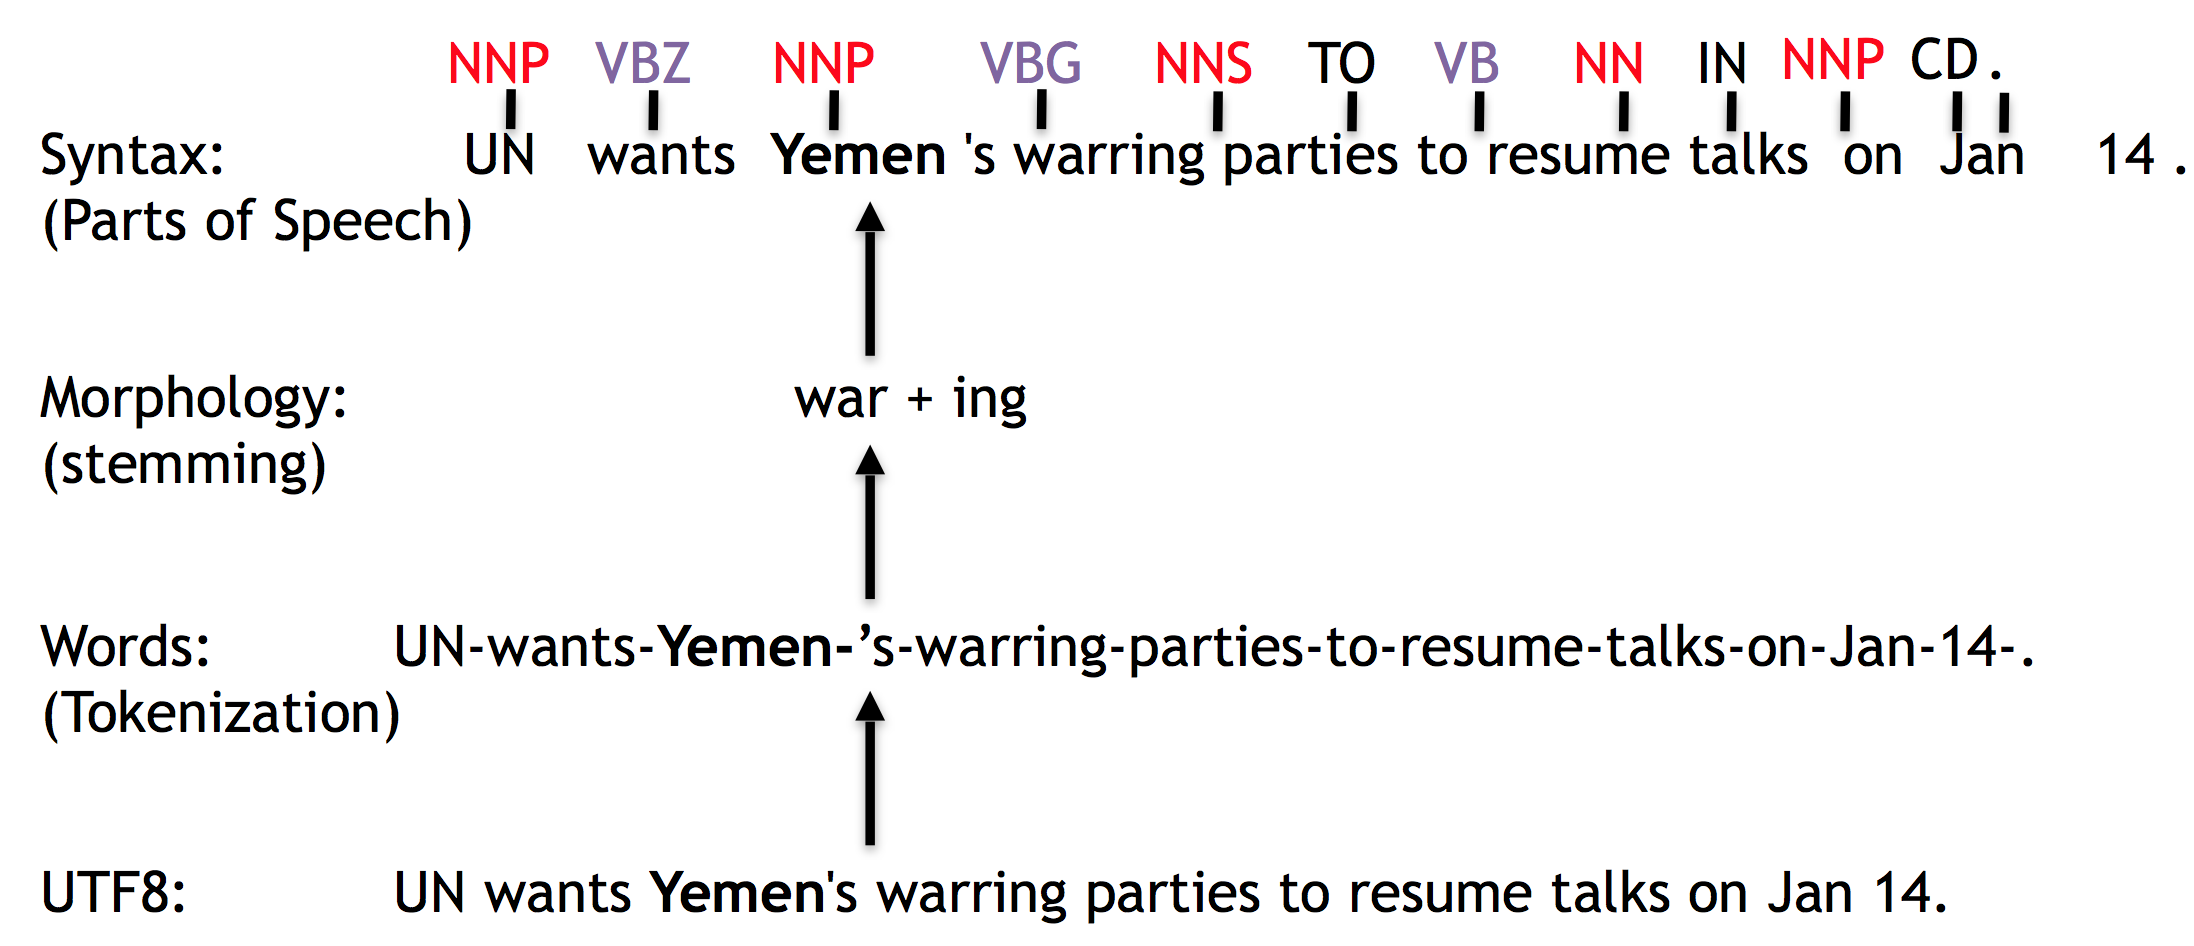 NNP VBZ NNP VBG NNS TO VB NN IN NNP CD .
Syntax: UN wants Yemen 's warring parties to resume talks on Jan 14 .
(Parts of Speech)
Morphology: war + ing
(stemming)
Words: UN-wants-Yemen-’s-warring-parties-to-resume-talks-on-Jan-14-.
(Tokenization)
UTF8: UN wants Yemen's warring parties to resume talks on Jan 14.